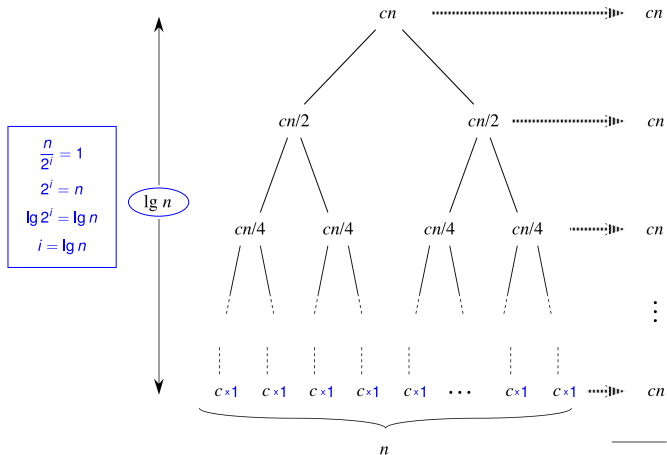 cn cn
cn/2 cn/2 cn
n/2^i = 1
2^i = n
lg 2^i = lg n
i = lg n
lg n
cn/4 cn/4 cn/4 cn/4 cn
⋮
c ×1 c ×1 c ×1 c ×1 c ×1 ⋯ c ×1 c ×1 cn
n